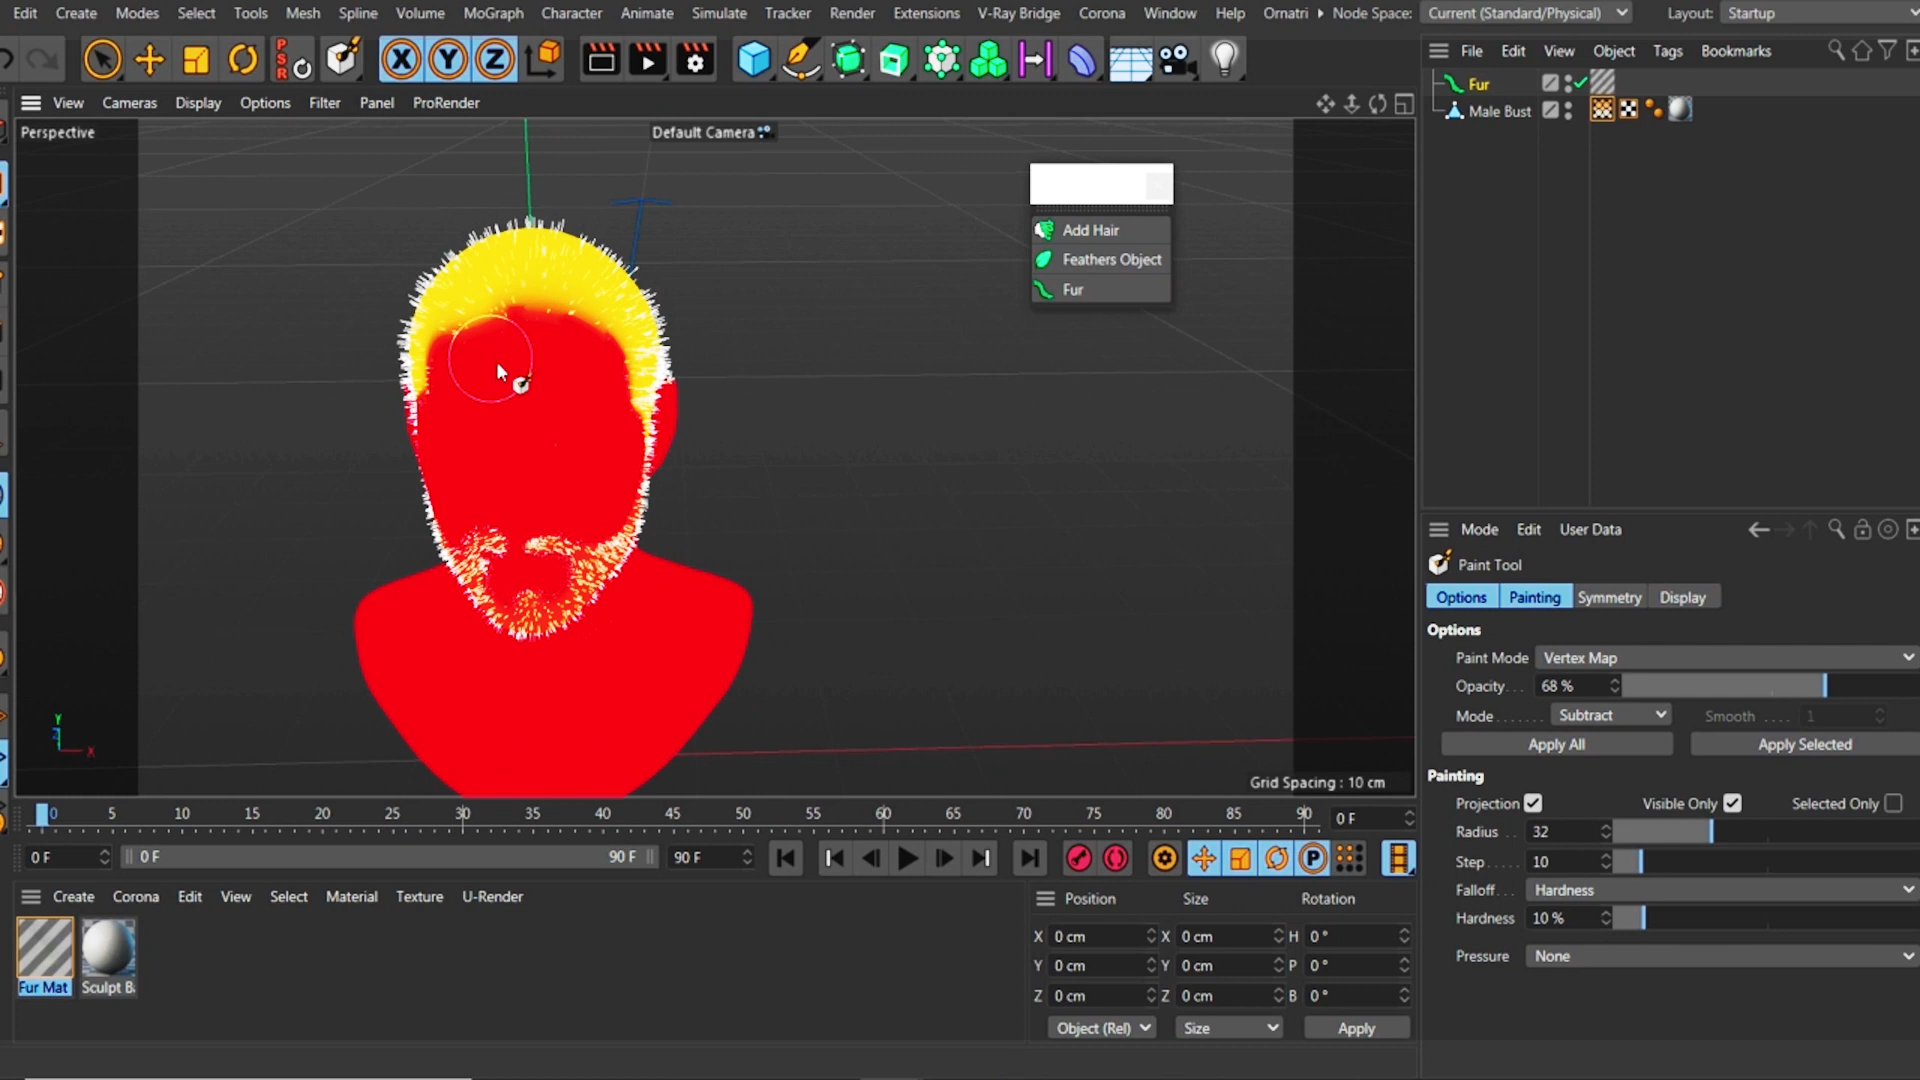 Edit Create Modes Select Tools Mesh Spline Volume MoGraph Character Animate Simulate Tracker Render Extensions V-Ray Bridge Corona Window Help Ornatri Node Space: Current (Standard/Physical) Layout: Startup
PSR X Y Z
File Edit View Object Tags Bookmarks
Fur
Male Bust
View Cameras Display Options Filter Panel ProRender
Perspective
Default Camera
Add Hair
Feathers Object
Fur
Y
Z
X
Grid Spacing : 10 cm
Mode Edit User Data
Paint Tool
Options Painting Symmetry Display
Options
Paint Mode Vertex Map
Opacity. . . 68 %
Mode . . . . . . . Subtract Smooth . . . . 1
Apply All Apply Selected
Painting
Projection Visible Only Selected Only
Radius . . 32
Step. . . . . 10
Falloff. . . Hardness
Hardness 10 %
Pressure None
0 5 10 15 20 25 30 35 40 45 50 55 60 65 70 75 80 85 90 0 F
0 F 0 F 90 F 90 F P
Create Corona Edit View Select Material Texture U-Render
Fur Mat Sculpt B.
Position Size Rotation
X 0 cm X 0 cm H 0 °
Y 0 cm Y 0 cm P 0 °
Z 0 cm Z 0 cm B 0 °
Object (Rel) Size Apply